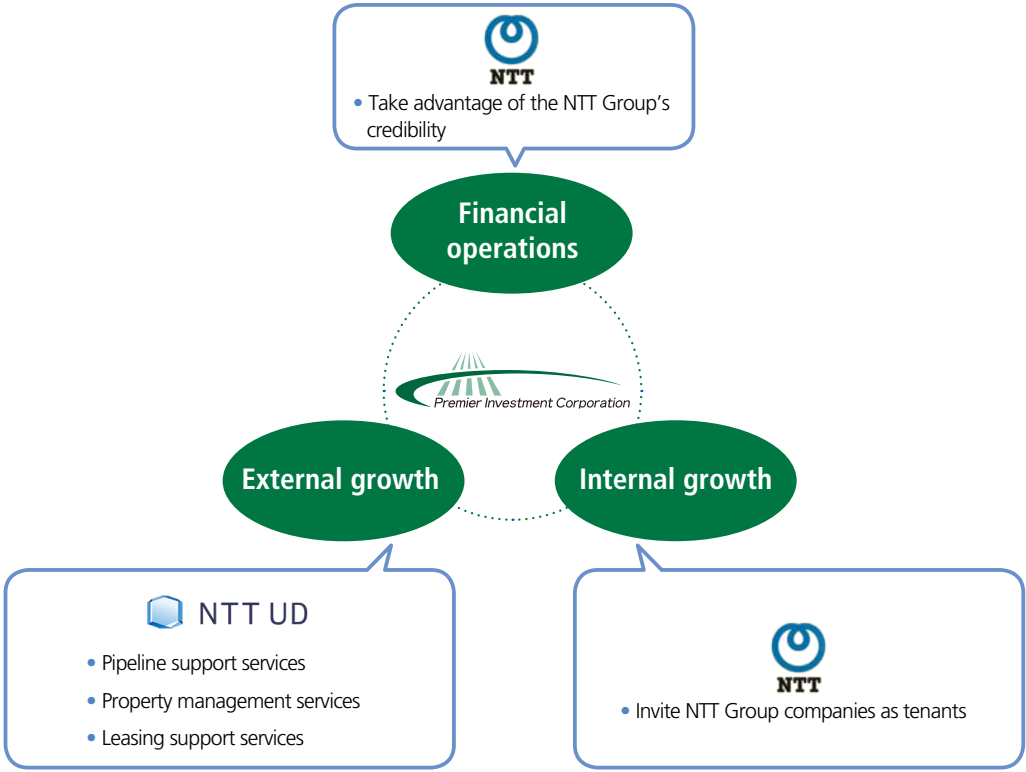 NTT
• Take advantage of the NTT Group’s
credibility
Financial
operations
Premier Investment Corporation
External growth
Internal growth
NTT UD
• Pipeline support services
• Property management services
• Leasing support services
NTT
• Invite NTT Group companies as tenants